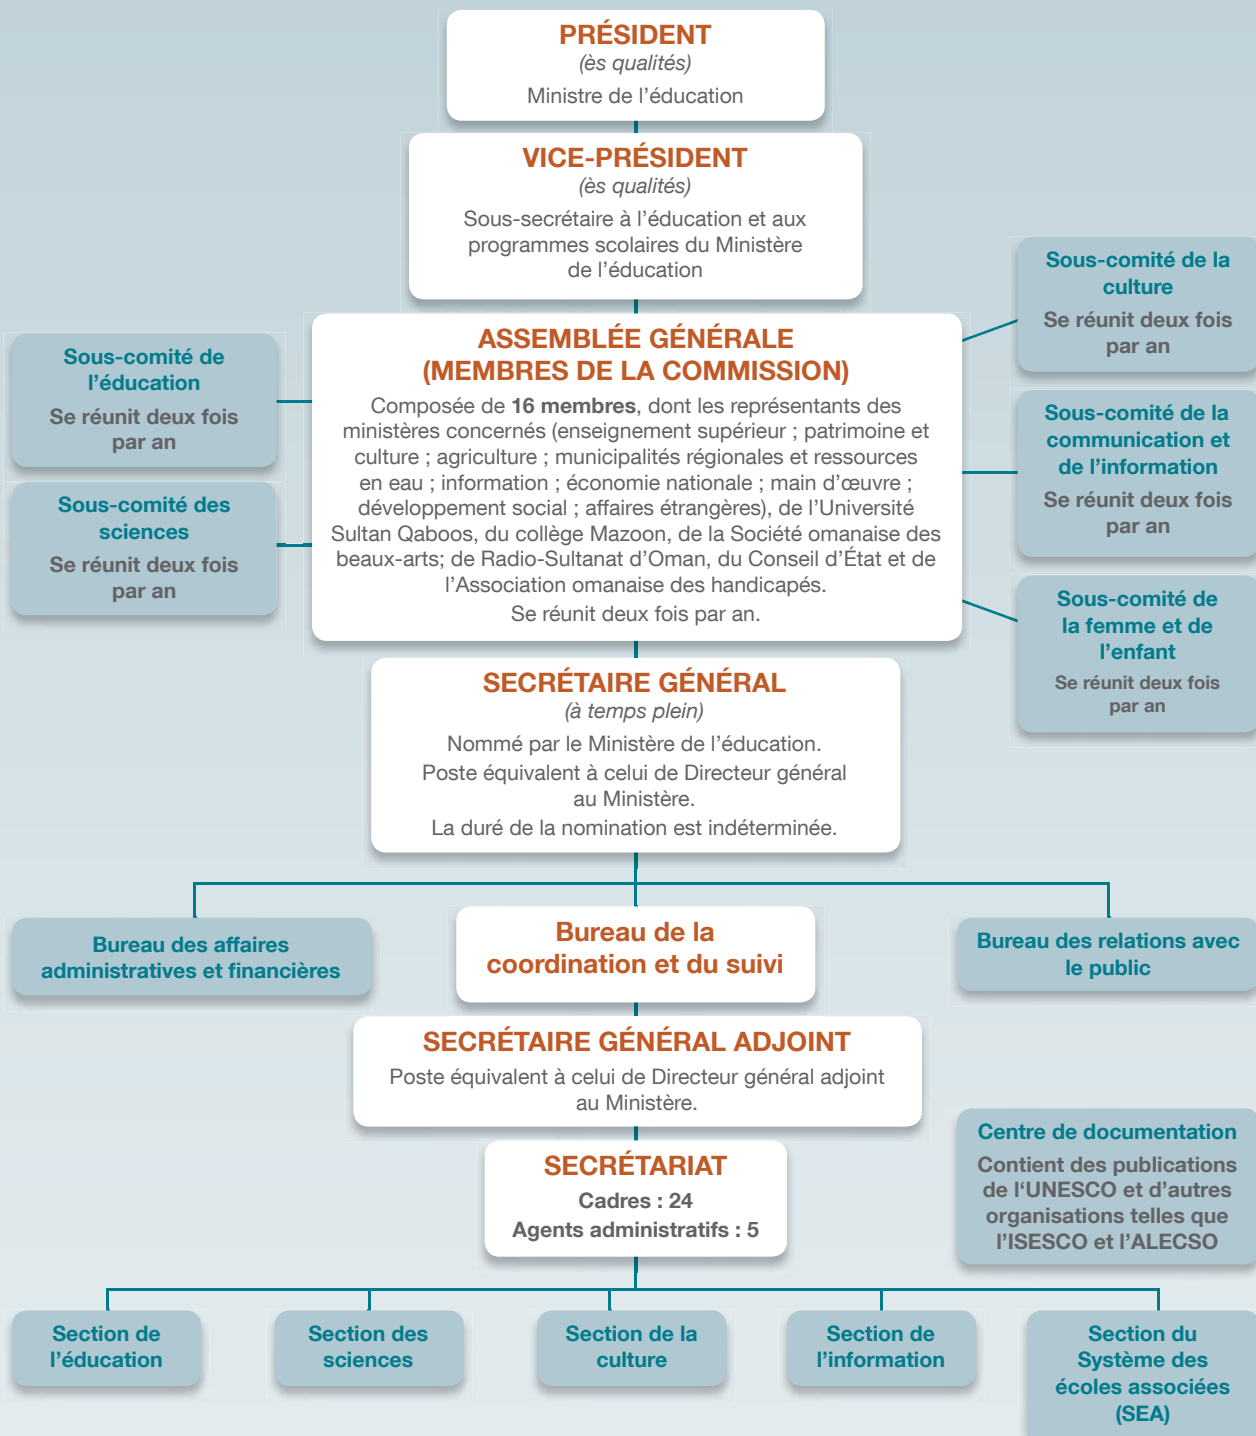 PRÉSIDENT
(ès qualités)
Ministre de l’éducation
VICE-PRÉSIDENT
(ès qualités)
Sous-secrétaire à l’éducation et aux
programmes scolaires du Ministère
de l’éducation
Sous-comité de la
culture
Se réunit deux fois
par an
Sous-comité de
l’éducation
Se réunit deux fois
par an
ASSEMBLÉE GÉNÉRALE
(MEMBRES DE LA COMMISSION)
Composée de 16 membres, dont les représentants des
ministères concernés (enseignement supérieur ; patrimoine et
culture ; agriculture ; municipalités régionales et ressources
en eau ; information ; économie nationale ; main d’œuvre ;
développement social ; affaires étrangères), de l’Université
Sultan Qaboos, du collège Mazoon, de la Société omanaise des
beaux-arts; de Radio-Sultanat d’Oman, du Conseil d’État et de
l’Association omanaise des handicapés.
Se réunit deux fois par an.
Sous-comité de la
communication et
de l’information
Se réunit deux fois
par an
Sous-comité des
sciences
Se réunit deux fois
par an
Sous-comité de
la femme et de
l’enfant
Se réunit deux fois
par an
SECRÉTAIRE GÉNÉRAL
(à temps plein)
Nommé par le Ministère de l’éducation.
Poste équivalent à celui de Directeur général
au Ministère.
La duré de la nomination est indéterminée.
Bureau des affaires
administratives et financières
Bureau de la
coordination et du suivi
Bureau des relations avec
le public
SECRÉTAIRE GÉNÉRAL ADJOINT
Poste équivalent à celui de Directeur général adjoint
au Ministère.
Centre de documentation
Contient des publications
de l‘UNESCO et d’autres
organisations telles que
l’ISESCO et l’ALECSO
SECRÉTARIAT
Cadres : 24
Agents administratifs : 5
Section de
l’éducation
Section des
sciences
Section de la
culture
Section de
l’information
Section du
Système des
écoles associées
(SEA)